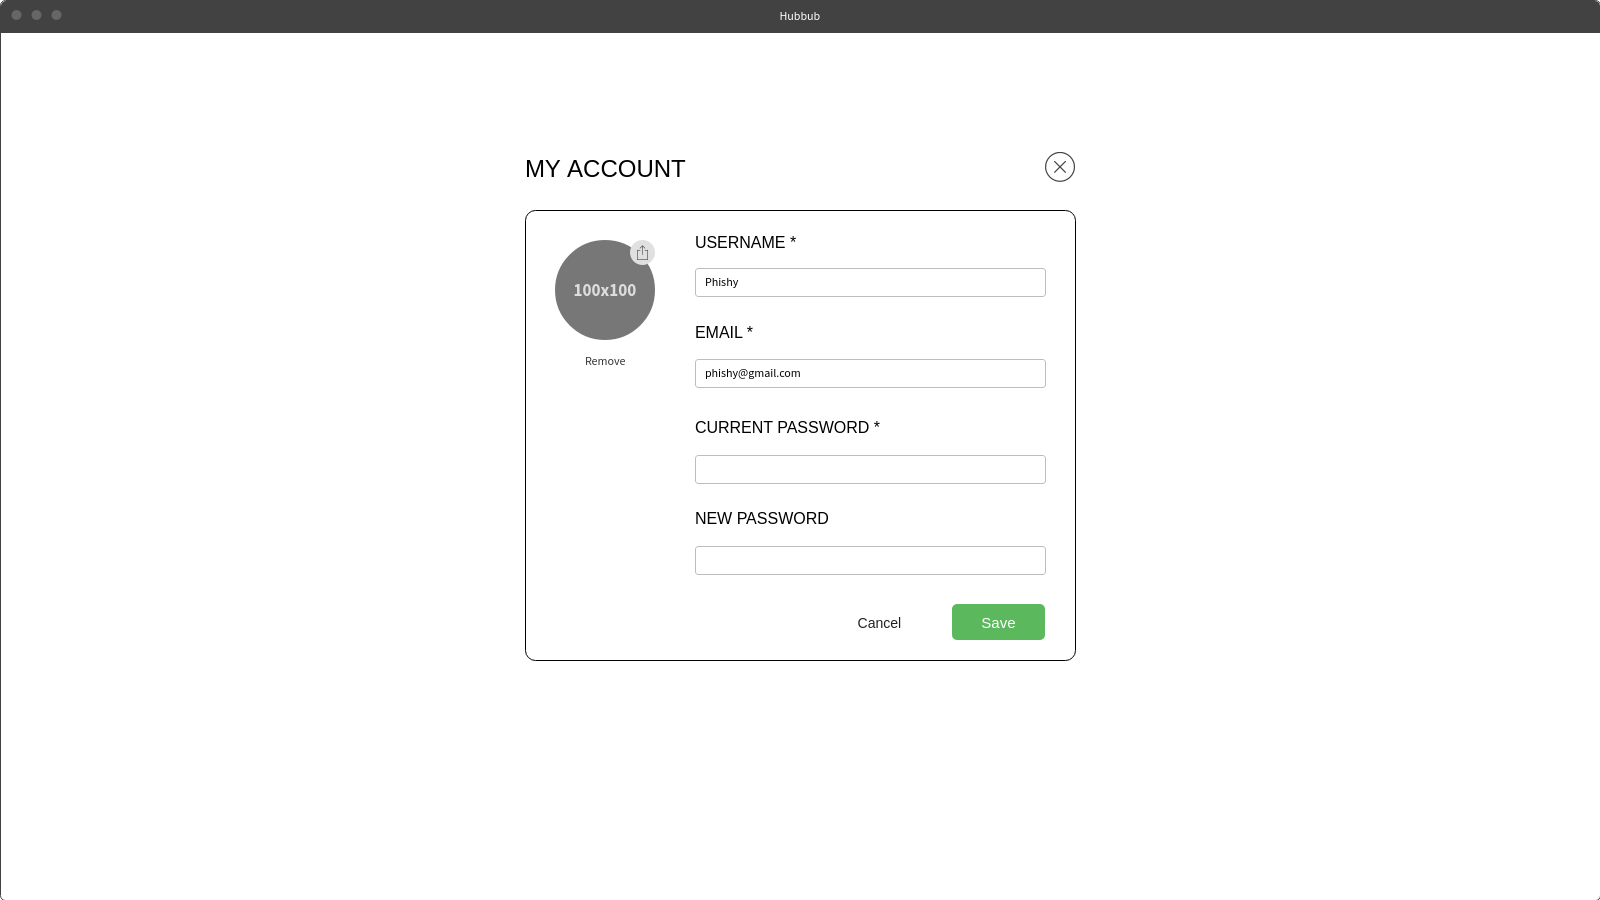 Hubbub
MY ACCOUNT
100x100
Remove
USERNAME *
Phishy
EMAIL *
phishy@gmail.com
CURRENT PASSWORD *
NEW PASSWORD
Cancel
Save